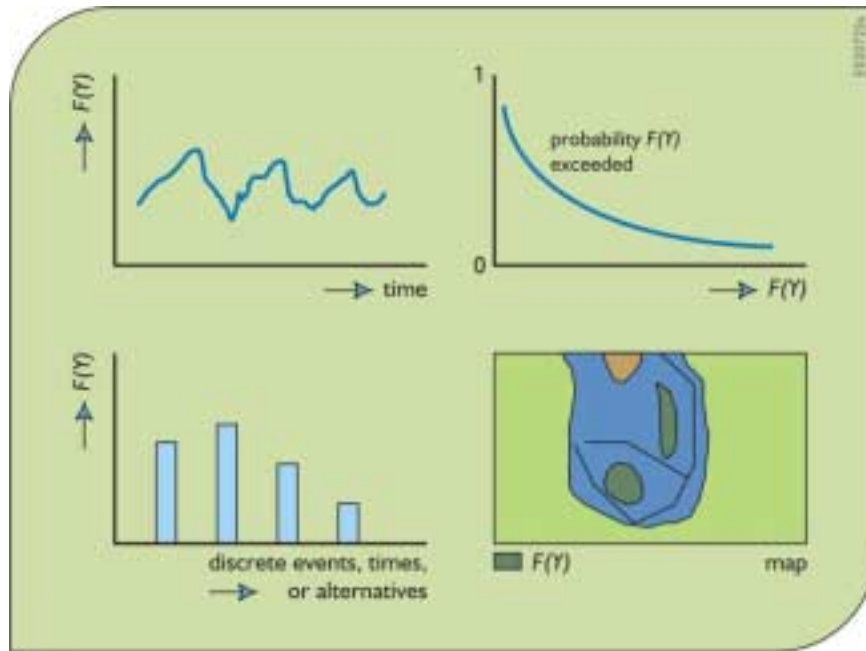 F(Y)
time
1
probability F(Y)
exceeded
0
F(Y)
F(Y)
discrete events, times,
or alternatives
F(Y)
map